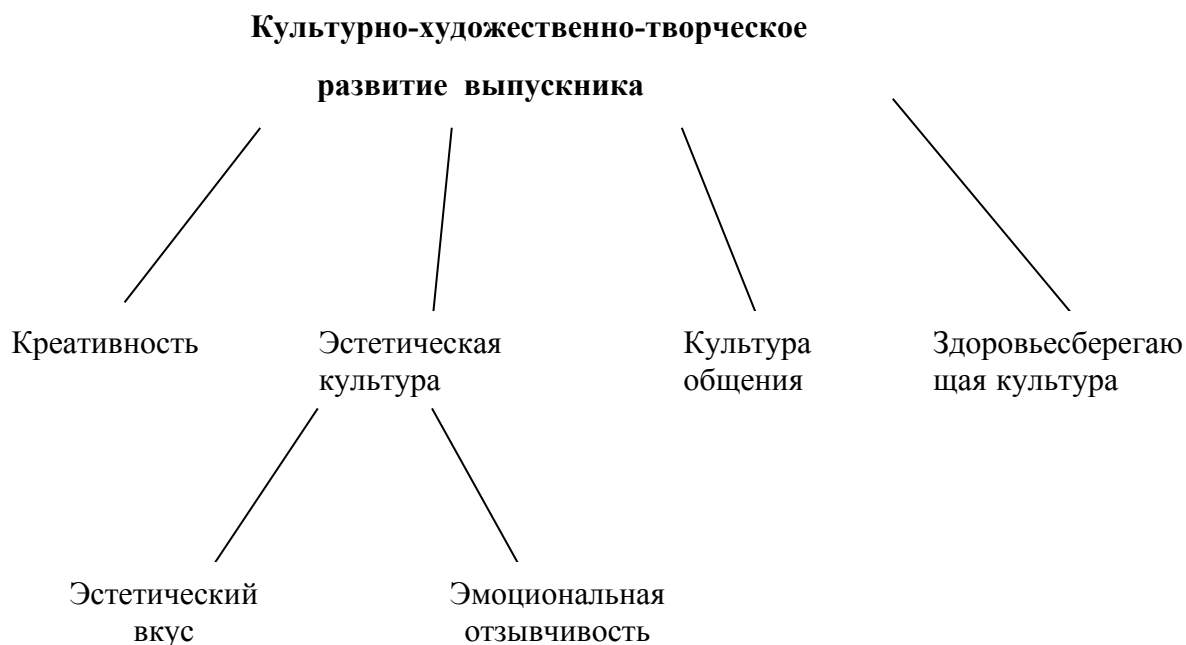 Культурно-художественно-творческое
развитие выпускника
Креативность
Эстетическая
культура
Культура
общения
Здоровьесберегаю
щая культура
Эстетический
вкус
Эмоциональная
отзывчивость